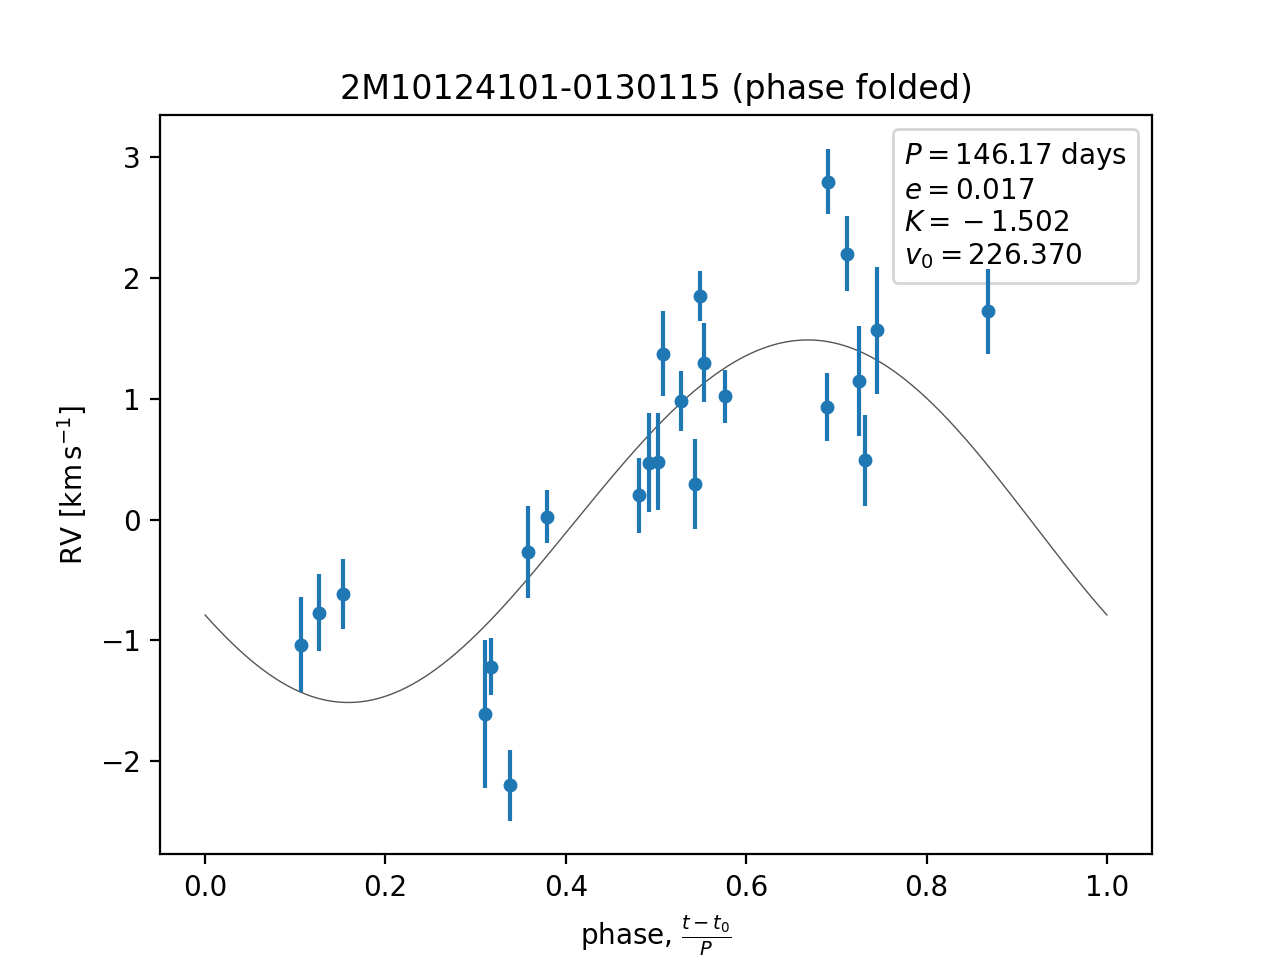 2M10124101-0130115 (phase folded)
P = 146.17 days
e = 0.017
K = −1.502
v₀ = 226.370
3
2
1
0
−1
−2
RV [km s⁻¹]
0.0 0.2 0.4 0.6 0.8 1.0
phase, (t − t₀)/P